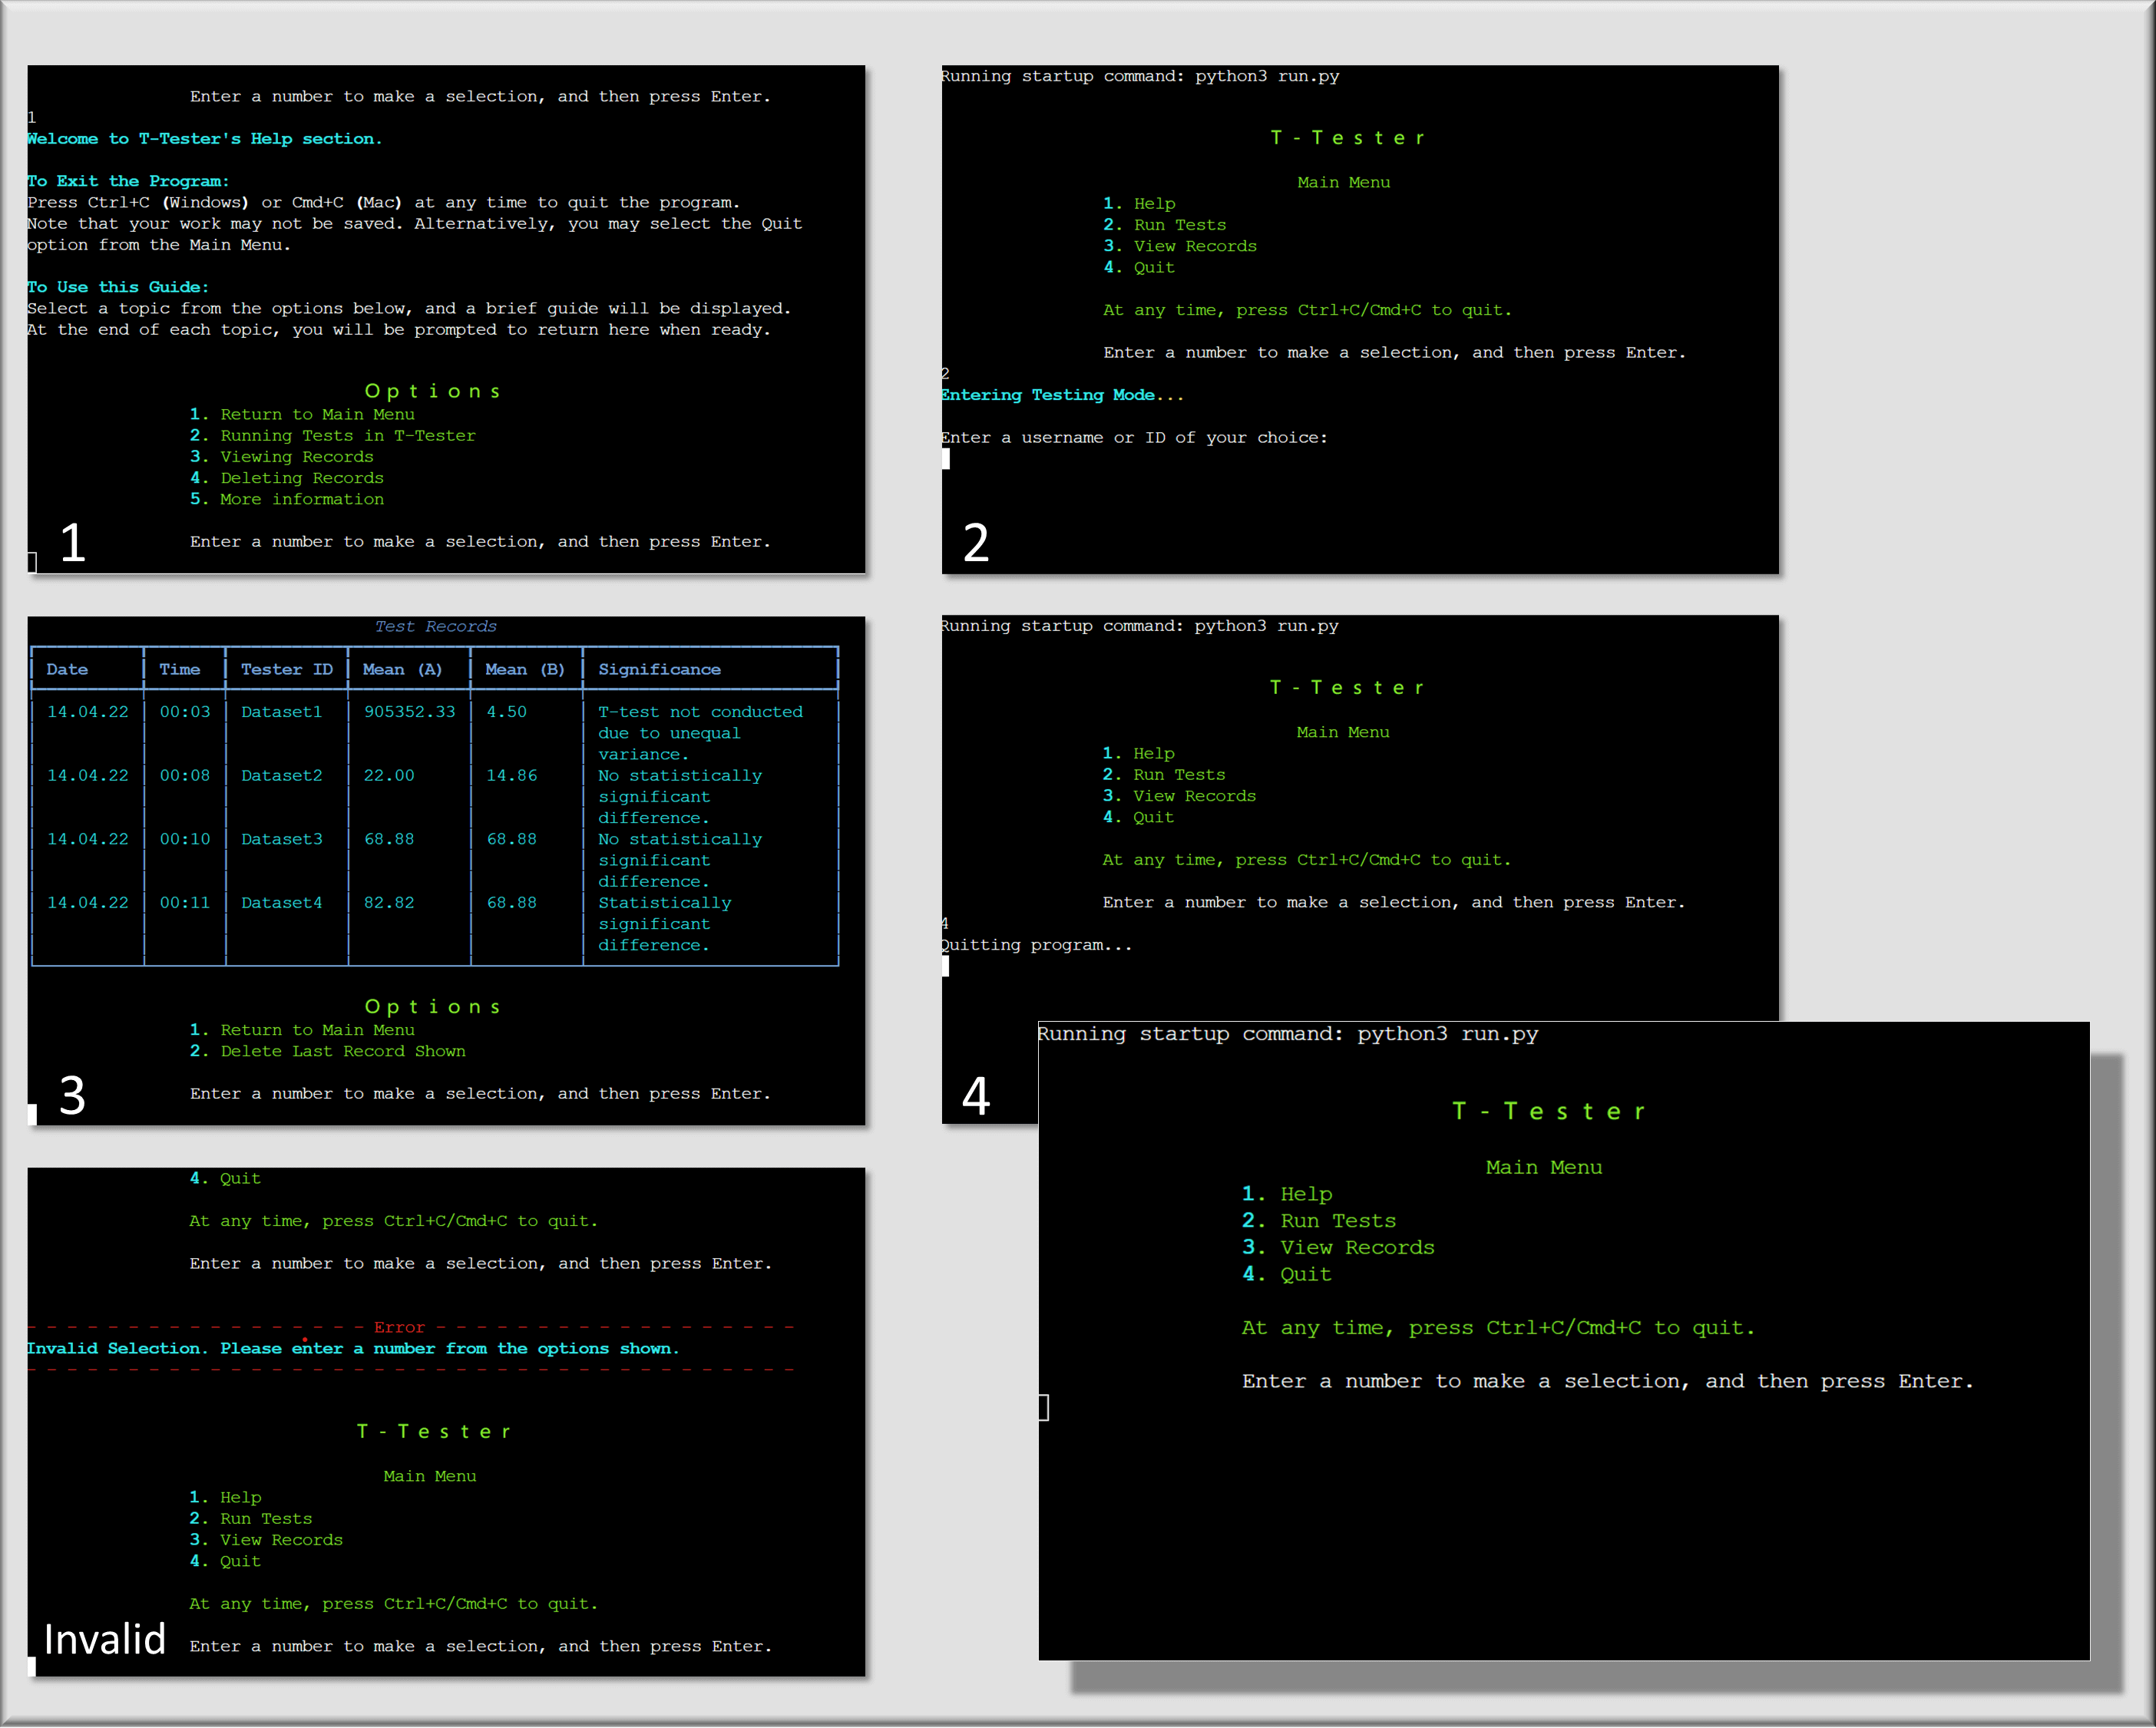 Enter a number to make a selection, and then press Enter.
1
Welcome to T-Tester's Help section.
To Exit the Program:
Press Ctrl+C (Windows) or Cmd+C (Mac) at any time to quit the program.
Note that your work may not be saved. Alternatively, you may select the Quit
option from the Main Menu.
To Use this Guide:
Select a topic from the options below, and a brief guide will be displayed.
At the end of each topic, you will be prompted to return here when ready.
Options
1. Return to Main Menu
2. Running Tests in T-Tester
3. Viewing Records
4. Deleting Records
5. More information
Enter a number to make a selection, and then press Enter.
1
Running startup command: python3 run.py
T-Tester
Main Menu
1. Help
2. Run Tests
3. View Records
4. Quit
At any time, press Ctrl+C/Cmd+C to quit.
Enter a number to make a selection, and then press Enter.
2
Entering Testing Mode...
Enter a username or ID of your choice:
2
Test Records
Date Time Tester ID Mean (A) Mean (B) Significance
14.04.22 00:03 Dataset1 905352.33 4.50 T-test not conducted
due to unequal
variance.
14.04.22 00:08 Dataset2 22.00 14.86 No statistically
significant
difference.
14.04.22 00:10 Dataset3 68.88 68.88 No statistically
significant
difference.
14.04.22 00:11 Dataset4 82.82 68.88 Statistically
significant
difference.
Options
1. Return to Main Menu
2. Delete Last Record Shown
Enter a number to make a selection, and then press Enter.
3
Running startup command: python3 run.py
T-Tester
Main Menu
1. Help
2. Run Tests
3. View Records
4. Quit
At any time, press Ctrl+C/Cmd+C to quit.
Enter a number to make a selection, and then press Enter.
4
Quitting program...
4
4. Quit
At any time, press Ctrl+C/Cmd+C to quit.
Enter a number to make a selection, and then press Enter.
- - - - - - - - - - - - - - - - - Error - - - - - - - - - - - - - - - - - -
Invalid Selection. Please enter a number from the options shown.
- - - - - - - - - - - - - - - - - - - - - - - - - - - - - - - - - - - - - -
T-Tester
Main Menu
1. Help
2. Run Tests
3. View Records
4. Quit
At any time, press Ctrl+C/Cmd+C to quit.
Enter a number to make a selection, and then press Enter.
Invalid
Running startup command: python3 run.py
T-Tester
Main Menu
1. Help
2. Run Tests
3. View Records
4. Quit
At any time, press Ctrl+C/Cmd+C to quit.
Enter a number to make a selection, and then press Enter.